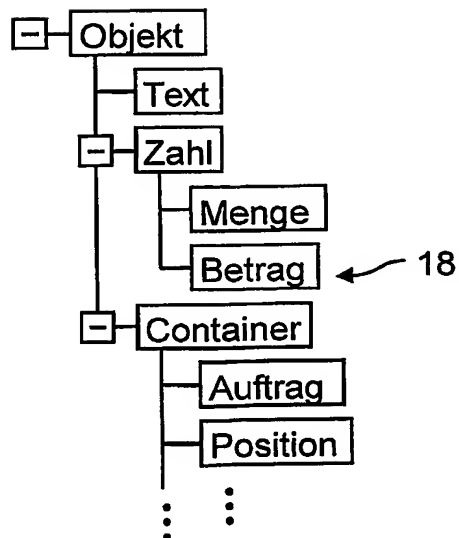 Objekt
Text
Zahl
Menge
Betrag
18
Container
Auftrag
Position